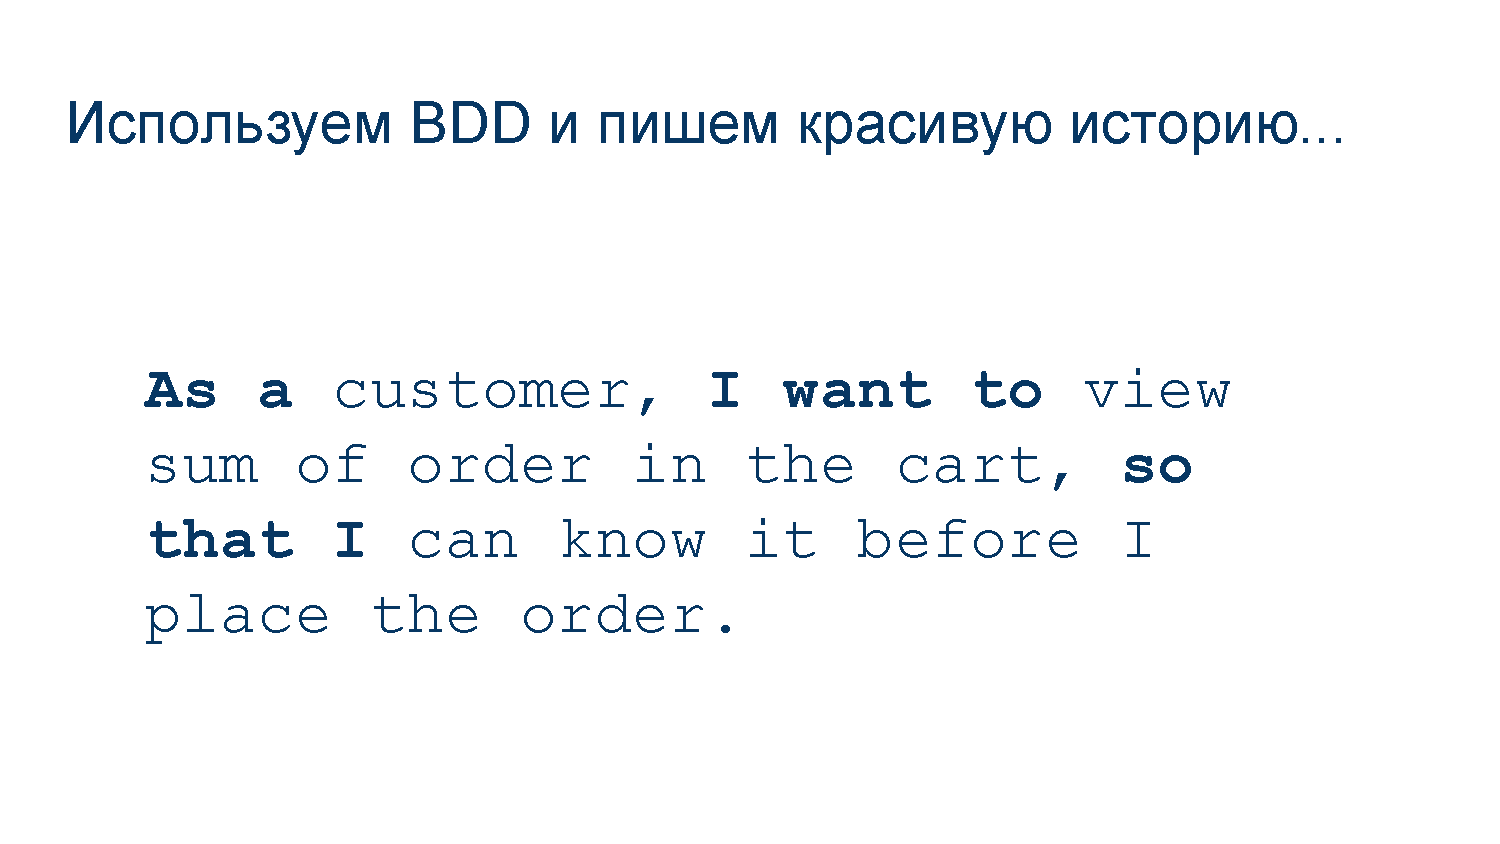 Используем BDD и пишем красивую историю...
As a customer, I want to view
sum of order in the cart, so
that I can know it before I
place the order.